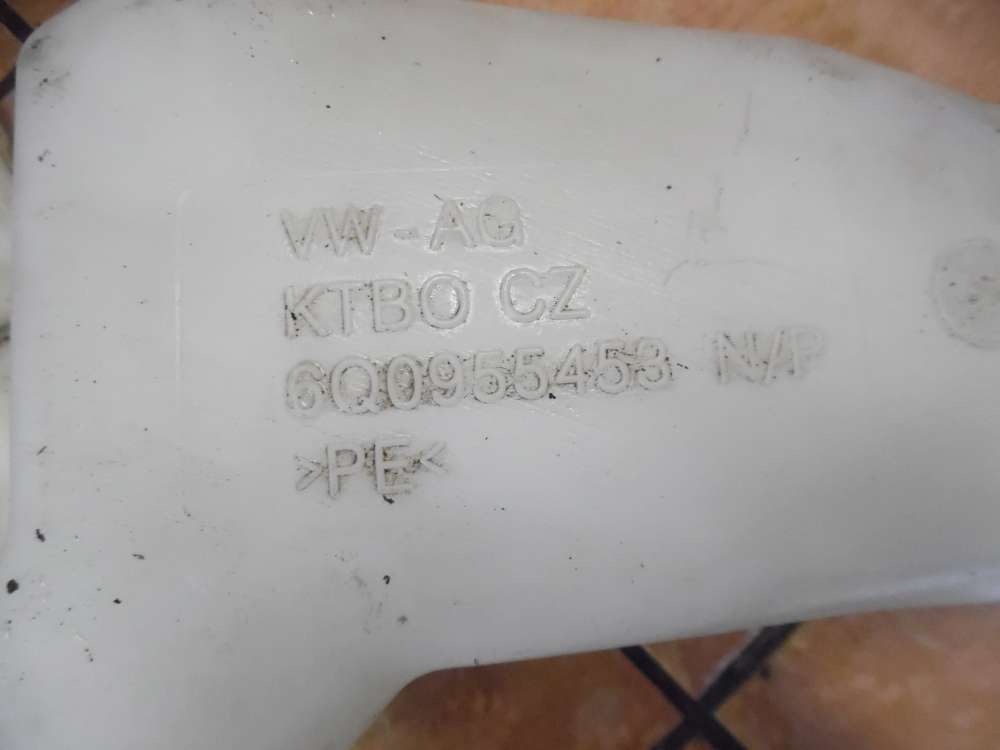 VW-AG
KTBO CZ
6Q0955453 N/P
>PE<